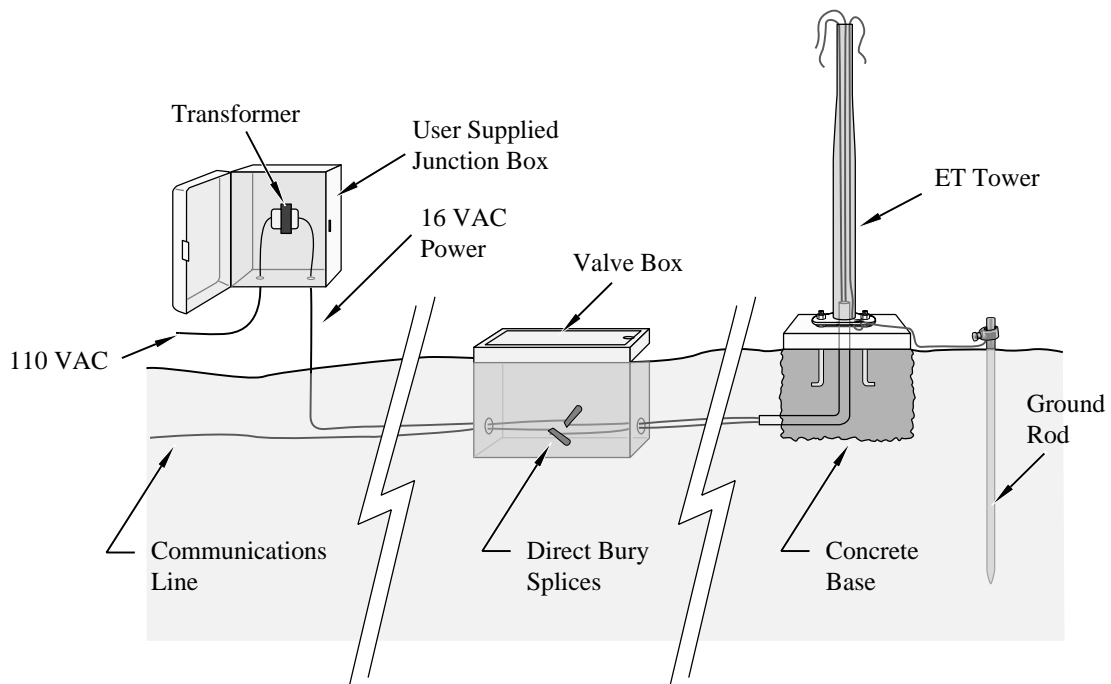 Transformer
User Supplied
Junction Box
ET Tower
16 VAC
Power
Valve Box
110 VAC
Ground
Rod
Communications
Line
Direct Bury
Splices
Concrete
Base